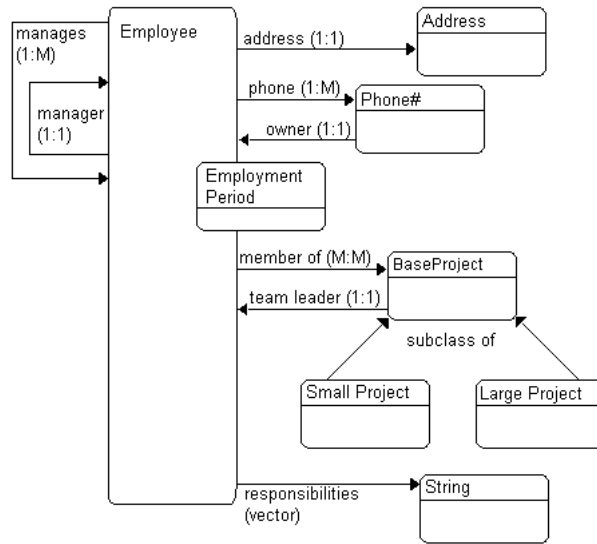 manages
(1:M)
Employee
Address
address (1:1)
phone (1:M)
Phone#
manager
(1:1)
owner (1:1)
Employment
Period
member of (M:M)
BaseProject
team leader (1:1)
subclass of
Small Project
Large Project
responsibilities
(vector)
String